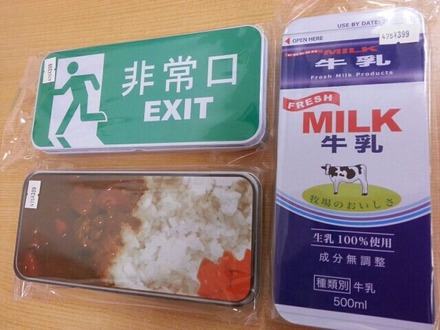 非常口
EXIT
USE BY DATE
OPEN HERE
FRESH MILK
牛乳
Fresh Milk Products
FRESH
MILK
牛乳
牧場のおいしさ
生乳100%使用
成分無調整
種類別 牛乳
500ml